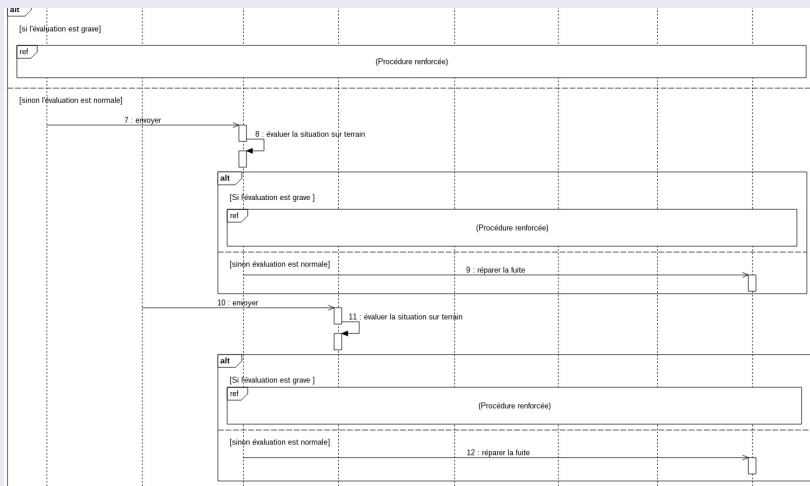 alt
[si l'évaluation est grave]
ref
(Procédure renforcée)
[sinon l'évaluation est normale]
7 : envoyer
8 : évaluer la situation sur terrain
alt
[Si l'évaluation est grave ]
ref
(Procédure renforcée)
[sinon évaluation est normale]
9 : réparer la fuite
10 : envoyer
11 : évaluer la situation sur terrain
alt
[Si l'évaluation est grave ]
ref
(Procédure renforcée)
[sinon évaluation est normale]
12 : réparer la fuite